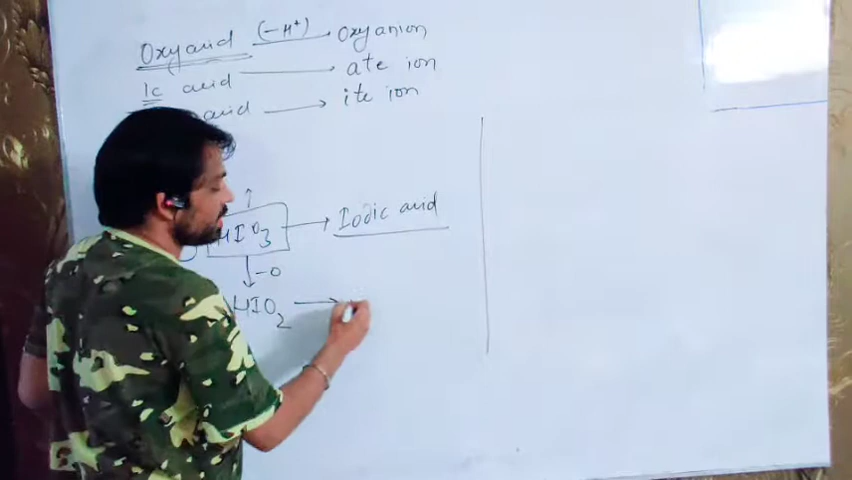 Oxyacid (-H⁺) → Oxyanion
Ic acid → ate ion
acid → ite ion
HIO₃ → Iodic acid
-O
HIO₂ →